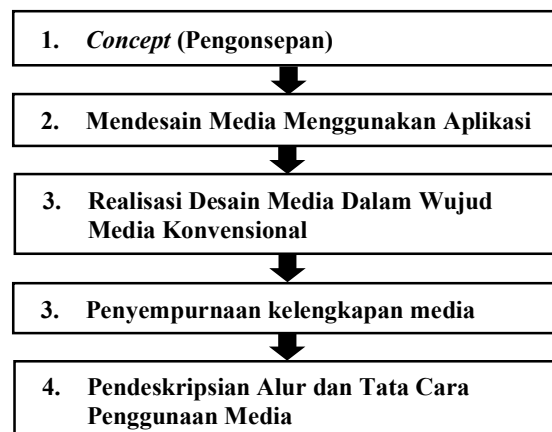 1. Concept (Pengonsepan)
2. Mendesain Media Menggunakan Aplikasi
3. Realisasi Desain Media Dalam Wujud
Media Konvensional
3. Penyempurnaan kelengkapan media
4. Pendeskripsian Alur dan Tata Cara
Penggunaan Media